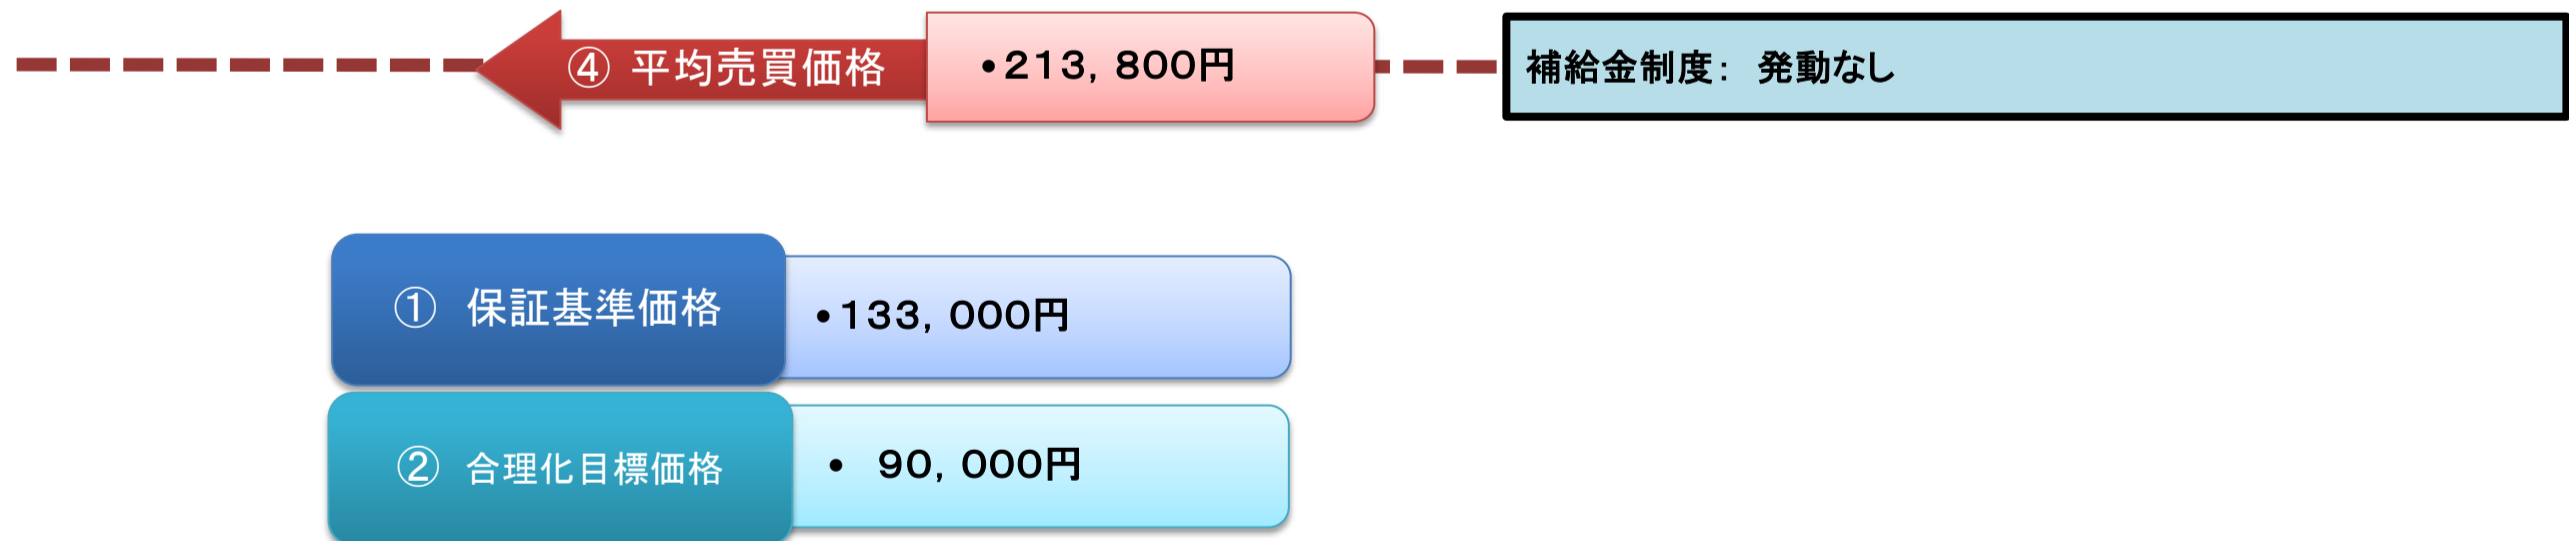 ④ 平均売買価格 •213,800円 補給金制度: 発動なし
① 保証基準価格 •133,000円
② 合理化目標価格 • 90,000円